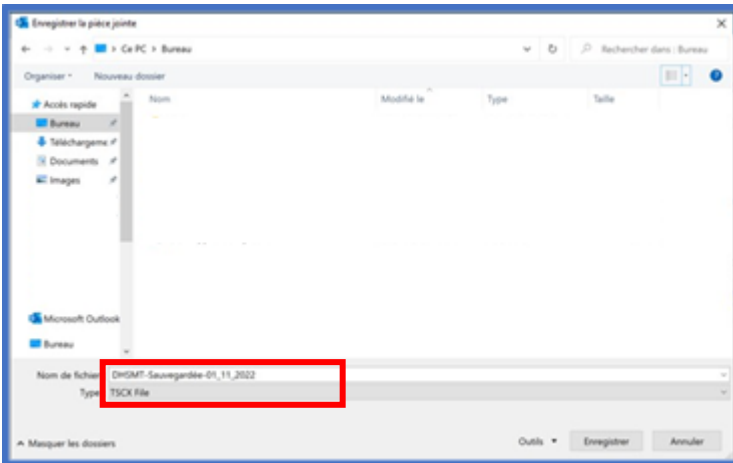 Enregistrer la pièce jointe
Ce PC > Bureau
Rechercher dans : Bureau
Organiser
Nouveau dossier
Nom Modifié le Type Taille
Accès rapide
Bureau
Téléchargeme
Documents
Images
Microsoft Outlook
Bureau
Nom de fichier DHSMT-Sauvegardée-01_11_2022
Type TSCX File
Masquer les dossiers
Outils
Enregistrer
Annuler